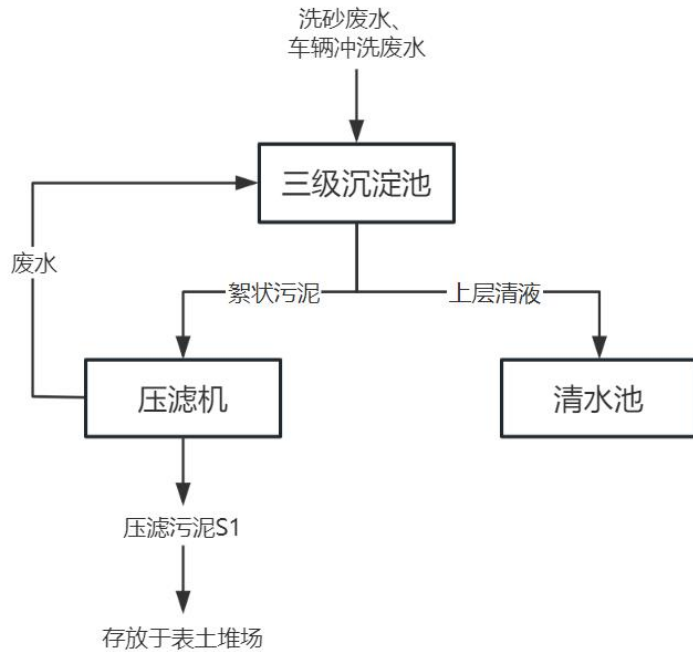 洗砂废水、
车辆冲洗废水
三级沉淀池
废水
絮状污泥
上层清液
压滤机
清水池
压滤污泥S1
存放于表土堆场